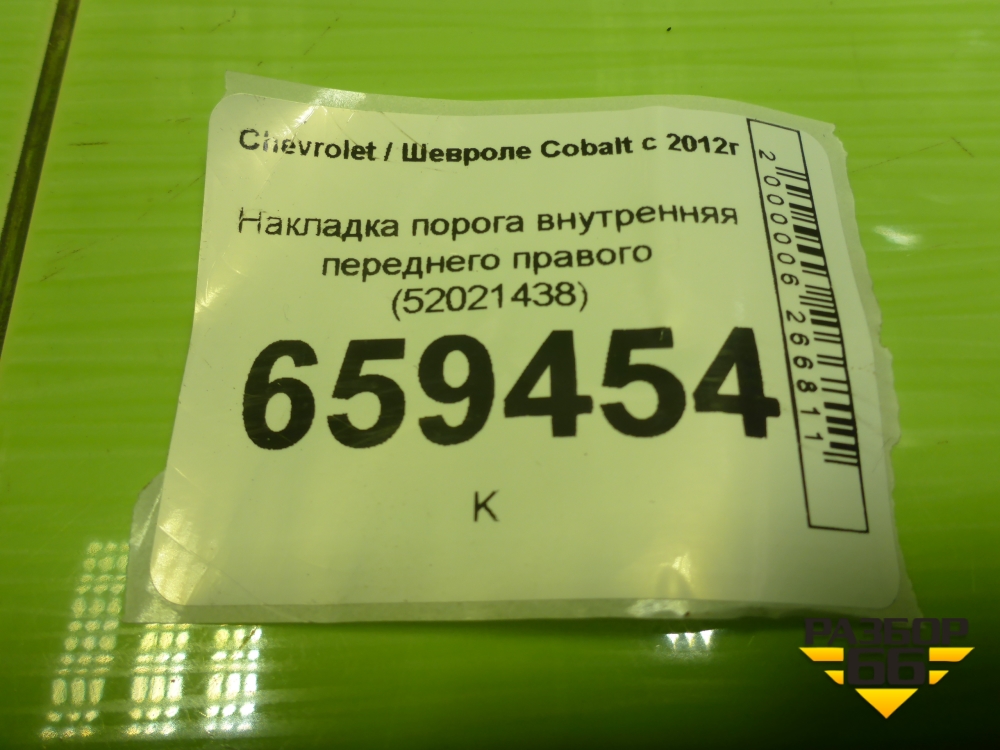 Chevrolet / Шевроле Cobalt с 2012г
Накладка порога внутренняя
переднего правого
(52021438)
659454
К
2000006266811
РАЗБОР
66